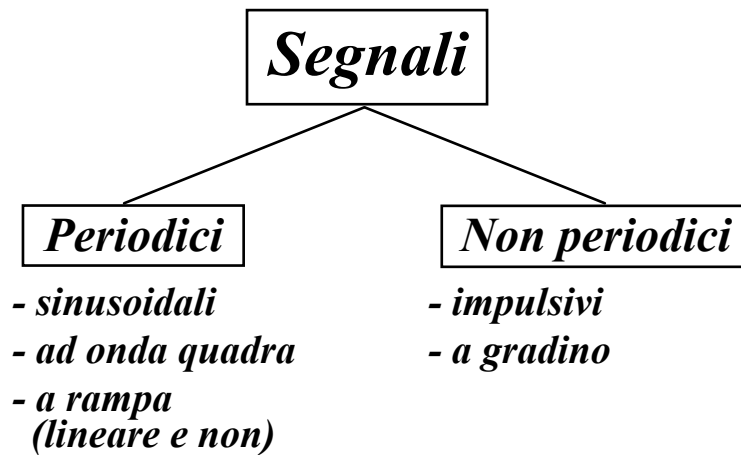 Segnali
Periodici
- sinusoidali
- ad onda quadra
- a rampa
(lineare e non)
Non periodici
- impulsivi
- a gradino